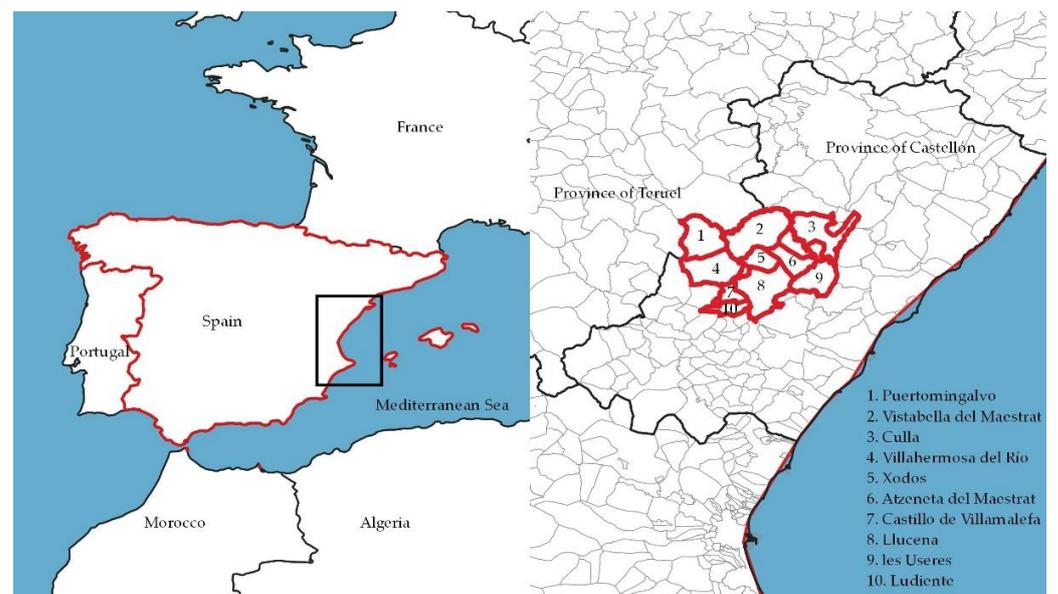 France
Spain
Portugal
Mediterranean Sea
Morocco
Algeria
Province of Castellón
Province of Teruel
1
2
3
4
5
6
7
8
9
10
1. Puertomingalvo
2. Vistabella del Maestrat
3. Culla
4. Villahermosa del Río
5. Xodos
6. Atzeneta del Maestrat
7. Castillo de Villamalefa
8. Llucena
9. les Useres
10. Ludiente